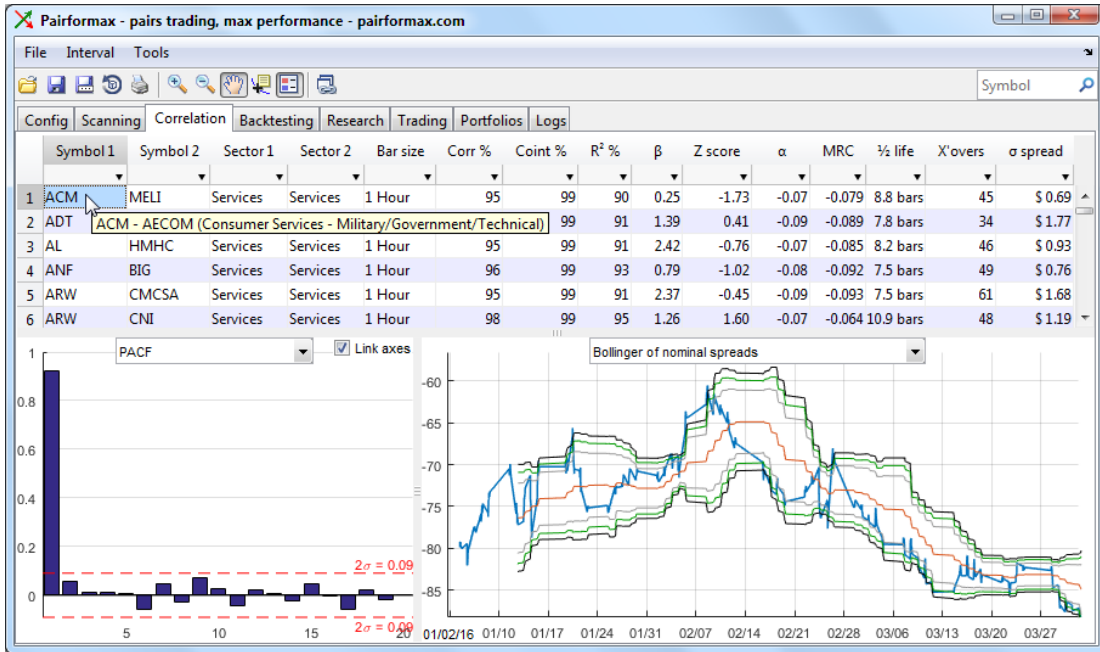 Pairformax - pairs trading, max performance - pairformax.com
File Interval Tools
Symbol
Config Scanning Correlation Backtesting Research Trading Portfolios Logs
Symbol 1 Symbol 2 Sector 1 Sector 2 Bar size Corr % Coint % R² % β Z score α MRC ½ life X'overs σ spread
1 ACM MELI Services Services 1 Hour 95 99 90 0.25 -1.73 -0.07 -0.079 8.8 bars 45 $ 0.69
2 ADT ACM - AECOM (Consumer Services - Military/Government/Technical) 99 91 1.39 0.41 -0.09 -0.089 7.8 bars 34 $ 1.77
3 AL HMHC Services Services 1 Hour 95 99 91 2.42 -0.76 -0.07 -0.085 8.2 bars 46 $ 0.93
4 ANF BIG Services Services 1 Hour 96 99 93 0.79 -1.02 -0.08 -0.092 7.5 bars 49 $ 0.76
5 ARW CMCSA Services Services 1 Hour 95 99 91 2.37 -0.45 -0.09 -0.093 7.5 bars 61 $ 1.68
6 ARW CNI Services Services 1 Hour 98 99 95 1.26 1.60 -0.07 -0.064 10.9 bars 48 $ 1.19
PACF Link axes
1
0.8
0.6
0.4
0.2
0
2σ = 0.09
2σ = 0.09
5 10 15 20
Bollinger of nominal spreads
-60
-65
-70
-75
-80
-85
01/02/16 01/10 01/17 01/24 01/31 02/07 02/14 02/21 02/28 03/06 03/13 03/20 03/27